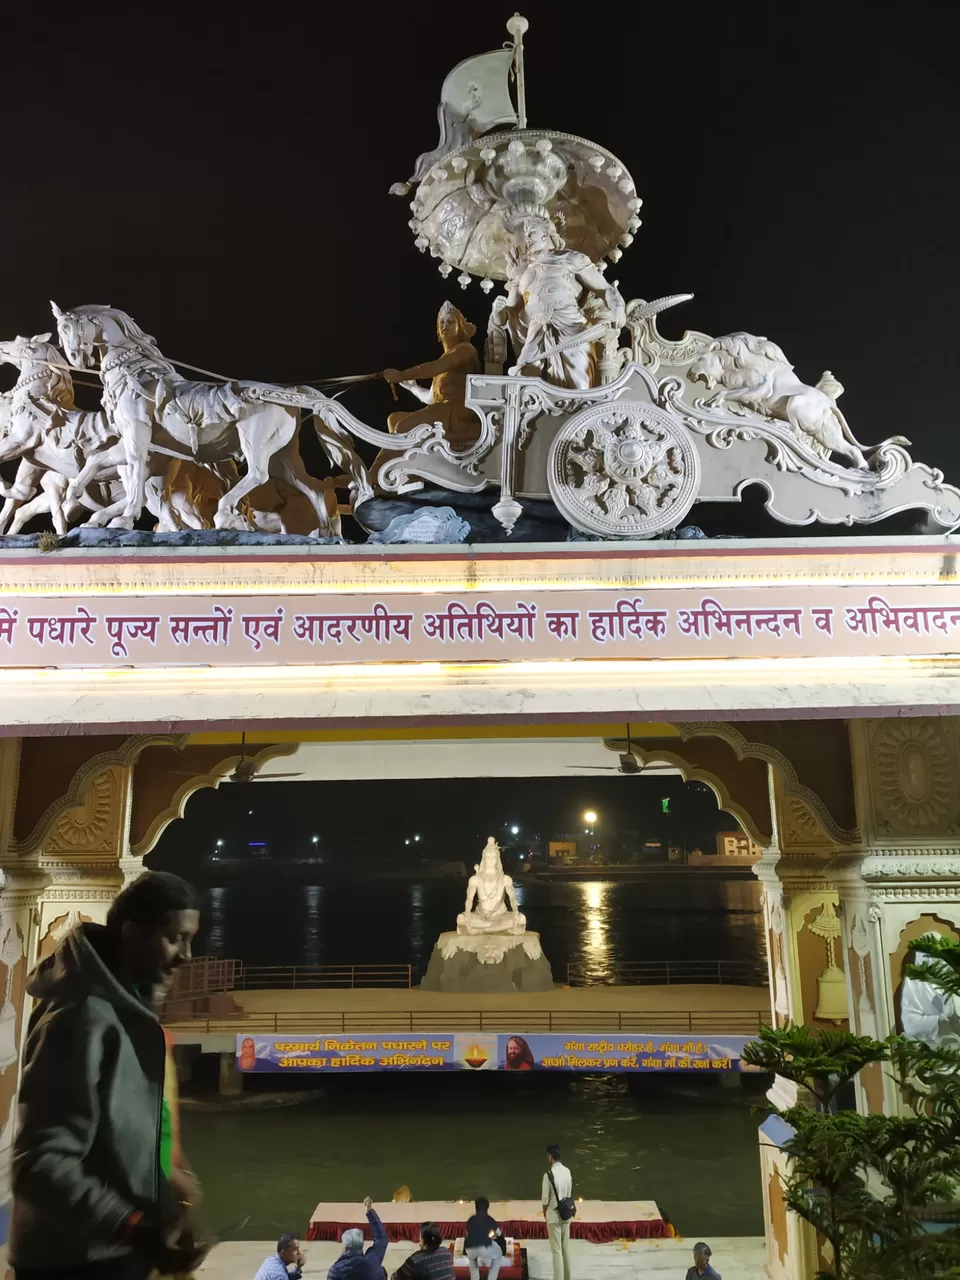 में पधारे पूज्य सन्तों एवं आदरणीय अतिथियों का हार्दिक अभिनन्दन व अभिवादन
परमार्थ निकेतन पधारने पर
आपका हार्दिक अभिनंदन
गंगा राष्ट्रीय धरोहर है, गंगा माँ है।
आओ मिलकर प्रण करें, गंगा माँ की रक्षा करें।